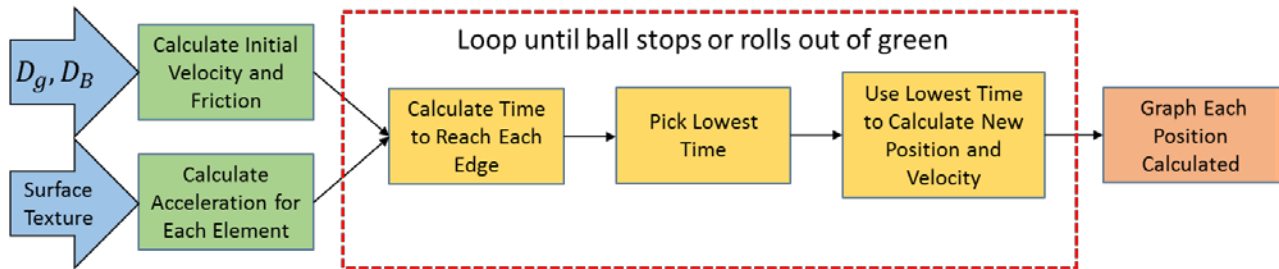 D_g, D_B
Calculate Initial
Velocity and
Friction
Surface
Texture
Calculate
Acceleration for
Each Element
Loop until ball stops or rolls out of green
Calculate Time
to Reach Each
Edge
Pick Lowest
Time
Use Lowest Time
to Calculate New
Position and
Velocity
Graph Each
Position
Calculated